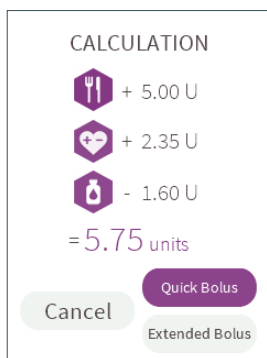 CALCULATION
+ 5.00 U
+ 2.35 U
- 1.60 U
= 5.75 units
Quick Bolus
Cancel
Extended Bolus